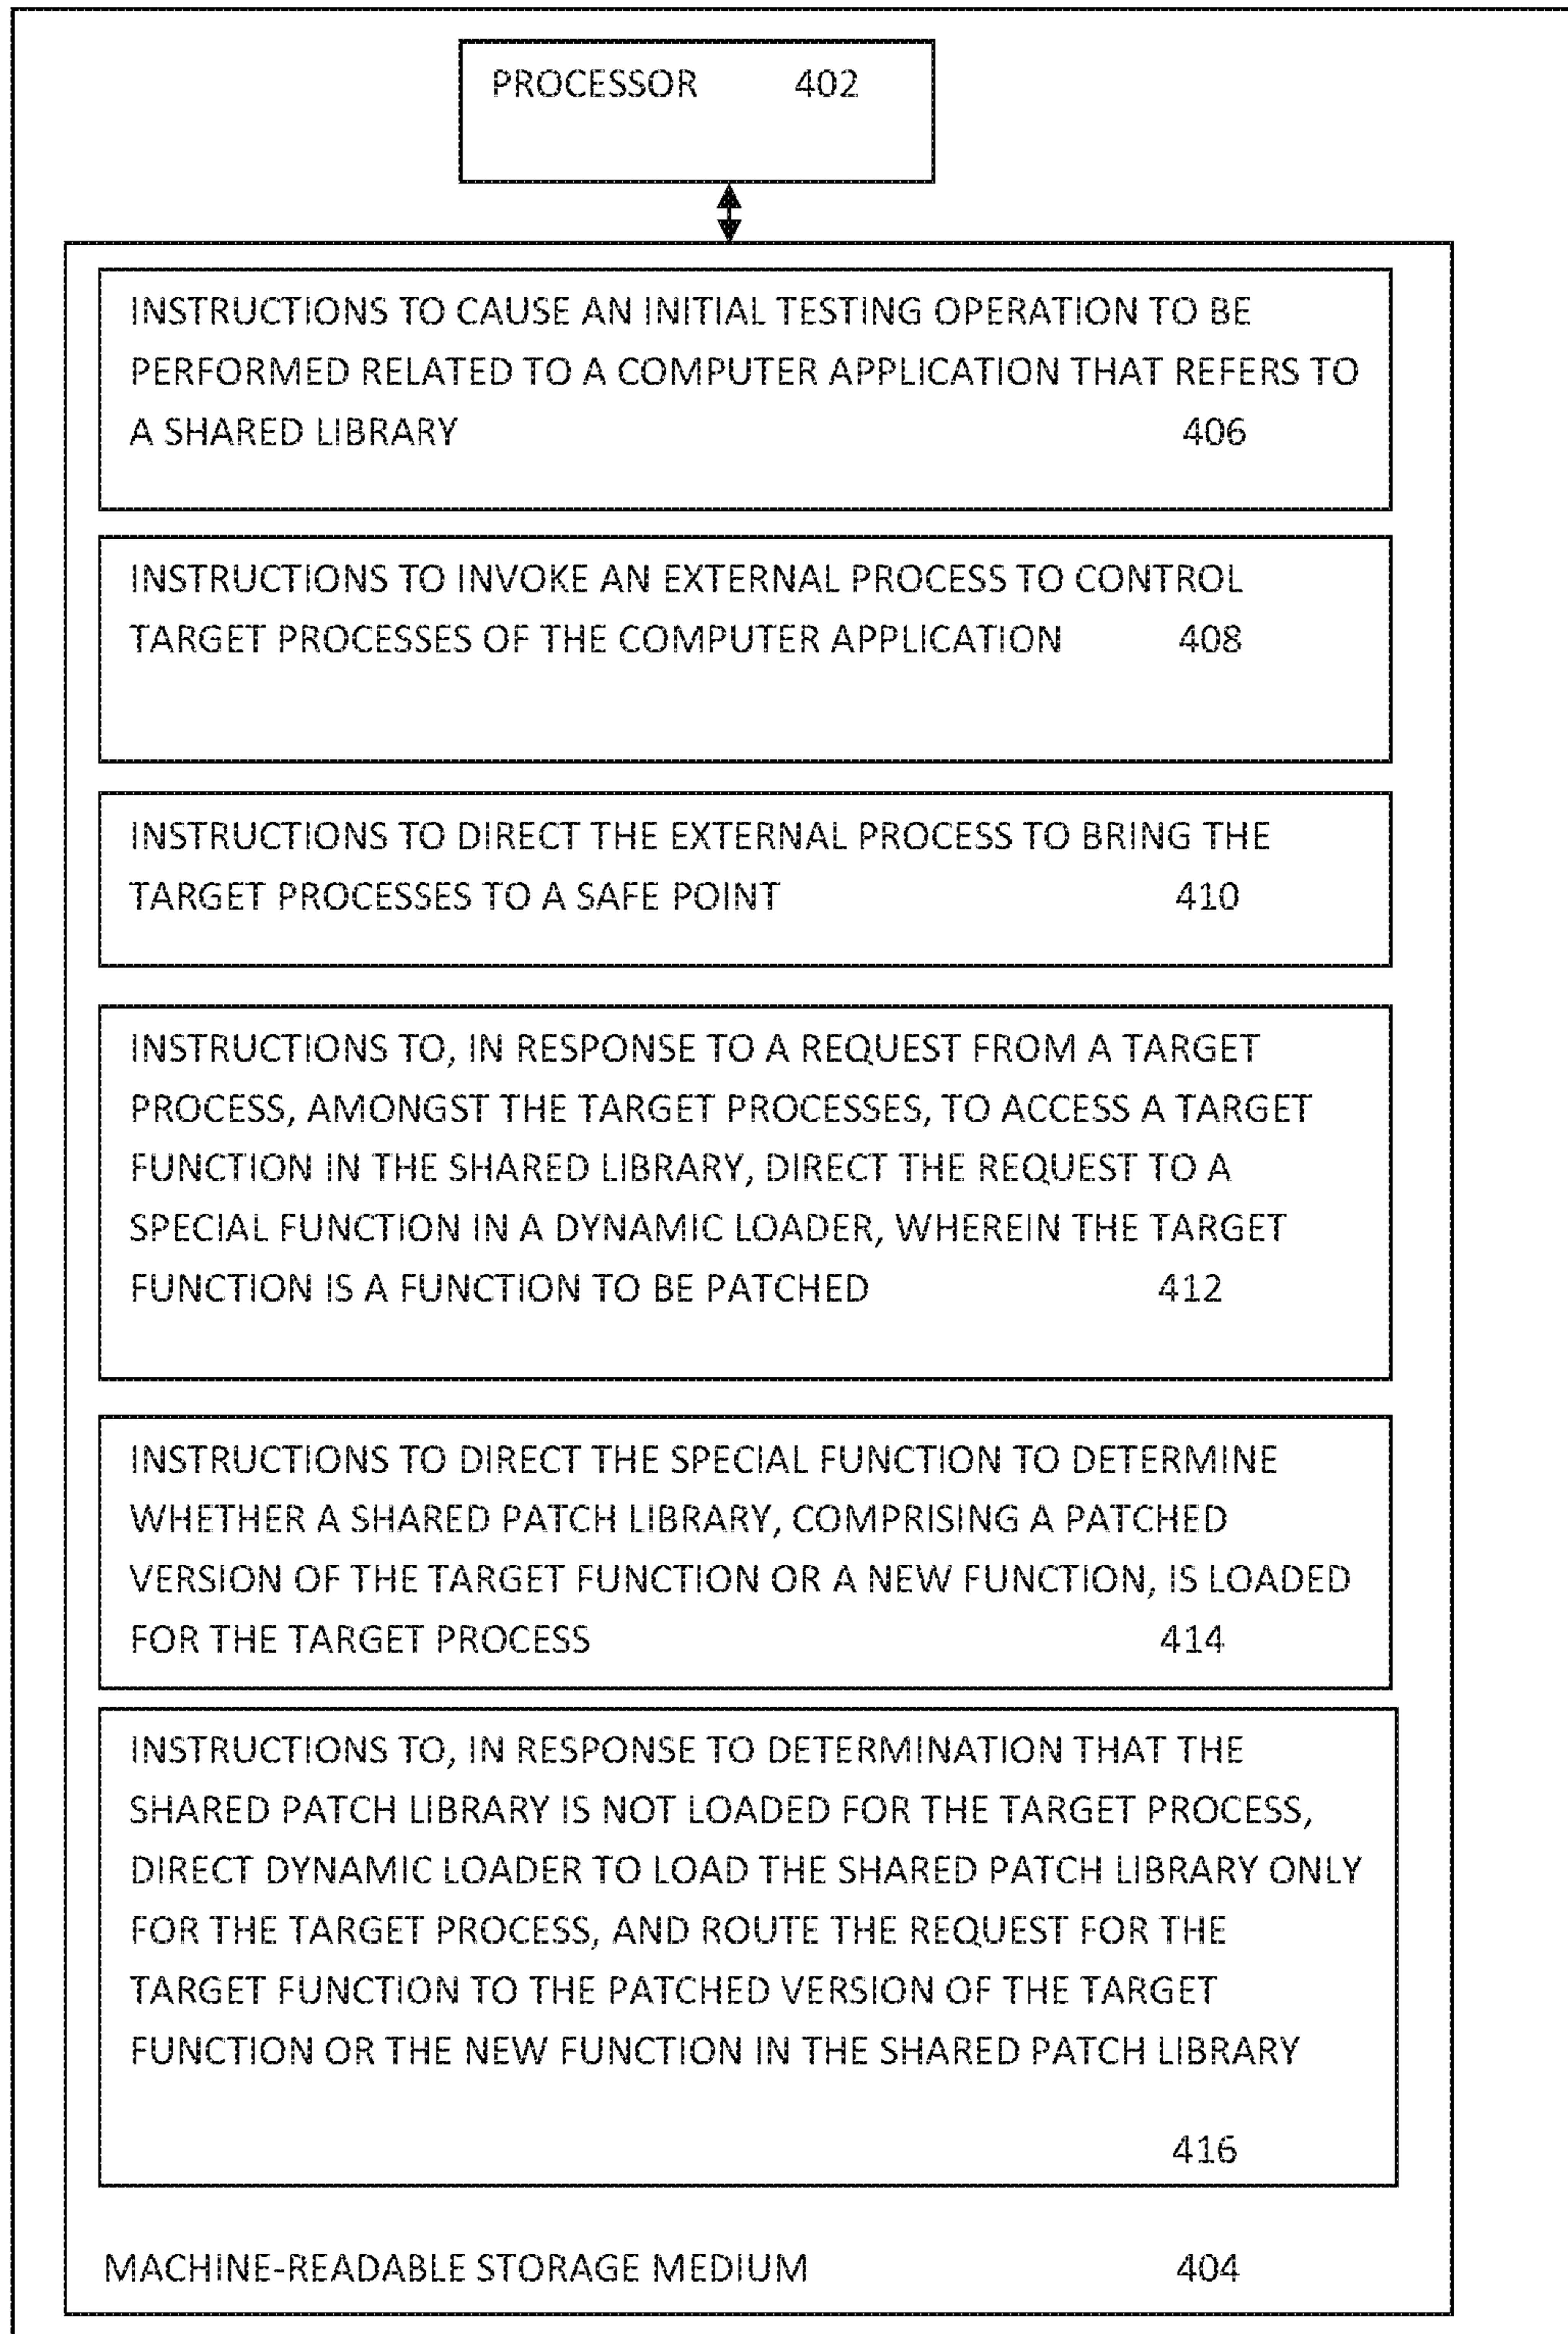 PROCESSOR 402
INSTRUCTIONS TO CAUSE AN INITIAL TESTING OPERATION TO BE
PERFORMED RELATED TO A COMPUTER APPLICATION THAT REFERS TO
A SHARED LIBRARY 406
INSTRUCTIONS TO INVOKE AN EXTERNAL PROCESS TO CONTROL
TARGET PROCESSES OF THE COMPUTER APPLICATION 408
INSTRUCTIONS TO DIRECT THE EXTERNAL PROCESS TO BRING THE
TARGET PROCESSES TO A SAFE POINT 410
INSTRUCTIONS TO, IN RESPONSE TO A REQUEST FROM A TARGET
PROCESS, AMONGST THE TARGET PROCESSES, TO ACCESS A TARGET
FUNCTION IN THE SHARED LIBRARY, DIRECT THE REQUEST TO A
SPECIAL FUNCTION IN A DYNAMIC LOADER, WHEREIN THE TARGET
FUNCTION IS A FUNCTION TO BE PATCHED 412
INSTRUCTIONS TO DIRECT THE SPECIAL FUNCTION TO DETERMINE
WHETHER A SHARED PATCH LIBRARY, COMPRISING A PATCHED
VERSION OF THE TARGET FUNCTION OR A NEW FUNCTION, IS LOADED
FOR THE TARGET PROCESS 414
INSTRUCTIONS TO, IN RESPONSE TO DETERMINATION THAT THE
SHARED PATCH LIBRARY IS NOT LOADED FOR THE TARGET PROCESS,
DIRECT DYNAMIC LOADER TO LOAD THE SHARED PATCH LIBRARY ONLY
FOR THE TARGET PROCESS, AND ROUTE THE REQUEST FOR THE
TARGET FUNCTION TO THE PATCHED VERSION OF THE TARGET
FUNCTION OR THE NEW FUNCTION IN THE SHARED PATCH LIBRARY
416
MACHINE-READABLE STORAGE MEDIUM 404